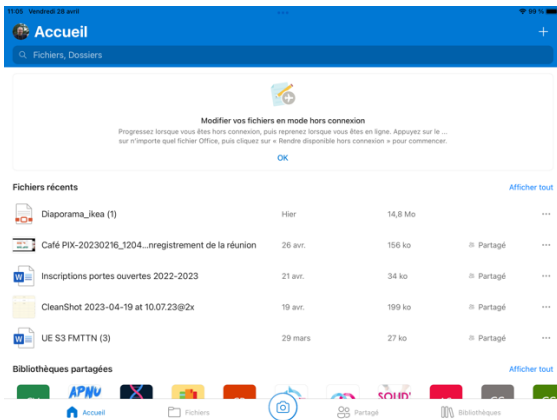 11:05 Vendredi 28 avril
99 %
Accueil
Fichiers, Dossiers
Modifier vos fichiers en mode hors connexion
Progressez lorsque vous êtes hors connexion, puis reprenez lorsque vous êtes en ligne. Appuyez sur le ...
sur n'importe quel fichier Office, puis cliquez sur « Rendre disponible hors connexion » pour commencer.
OK
Fichiers récents Afficher tout
Diaporama_ikea (1) Hier 14,8 Mo
Café PIX-20230216_1204...nregistrement de la réunion 26 avr. 156 ko Partagé
Inscriptions portes ouvertes 2022-2023 21 avr. 34 ko Partagé
CleanShot 2023-04-19 at 10.07.23@2x 19 avr. 199 ko Partagé
UE S3 FMTTN (3) 29 mars 27 ko Partagé
Bibliothèques partagées Afficher tout
APNU SOLID'
Accueil Fichiers Partagé Bibliothèques